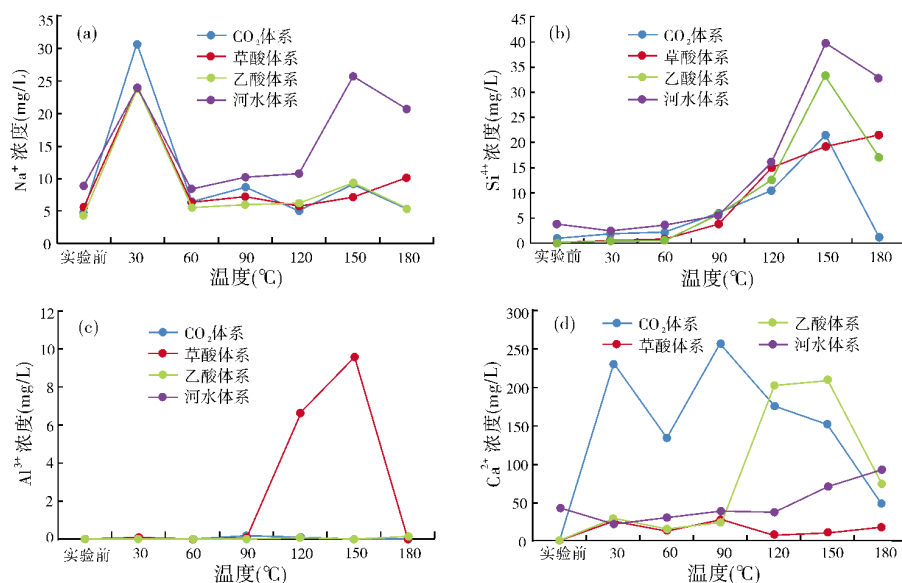 (a)
CO₂体系
草酸体系
乙酸体系
河水体系
Na⁺ 浓度(mg/L)
35
30
25
20
15
10
5
0
实验前 30 60 90 120 150 180
温度(℃)
(b)
CO₂体系
草酸体系
乙酸体系
河水体系
Si⁴⁺ 浓度(mg/L)
45
40
35
30
25
20
15
10
5
0
实验前 30 60 90 120 150 180
温度(℃)
(c)
CO₂体系
草酸体系
乙酸体系
河水体系
Al³⁺ 浓度(mg/L)
12
10
8
6
4
2
0
实验前 30 60 90 120 150 180
温度(℃)
(d)
CO₂体系 乙酸体系
草酸体系 河水体系
Ca²⁺ 浓度(mg/L)
300
250
200
150
100
50
0
实验前 30 60 90 120 150 180
温度(℃)